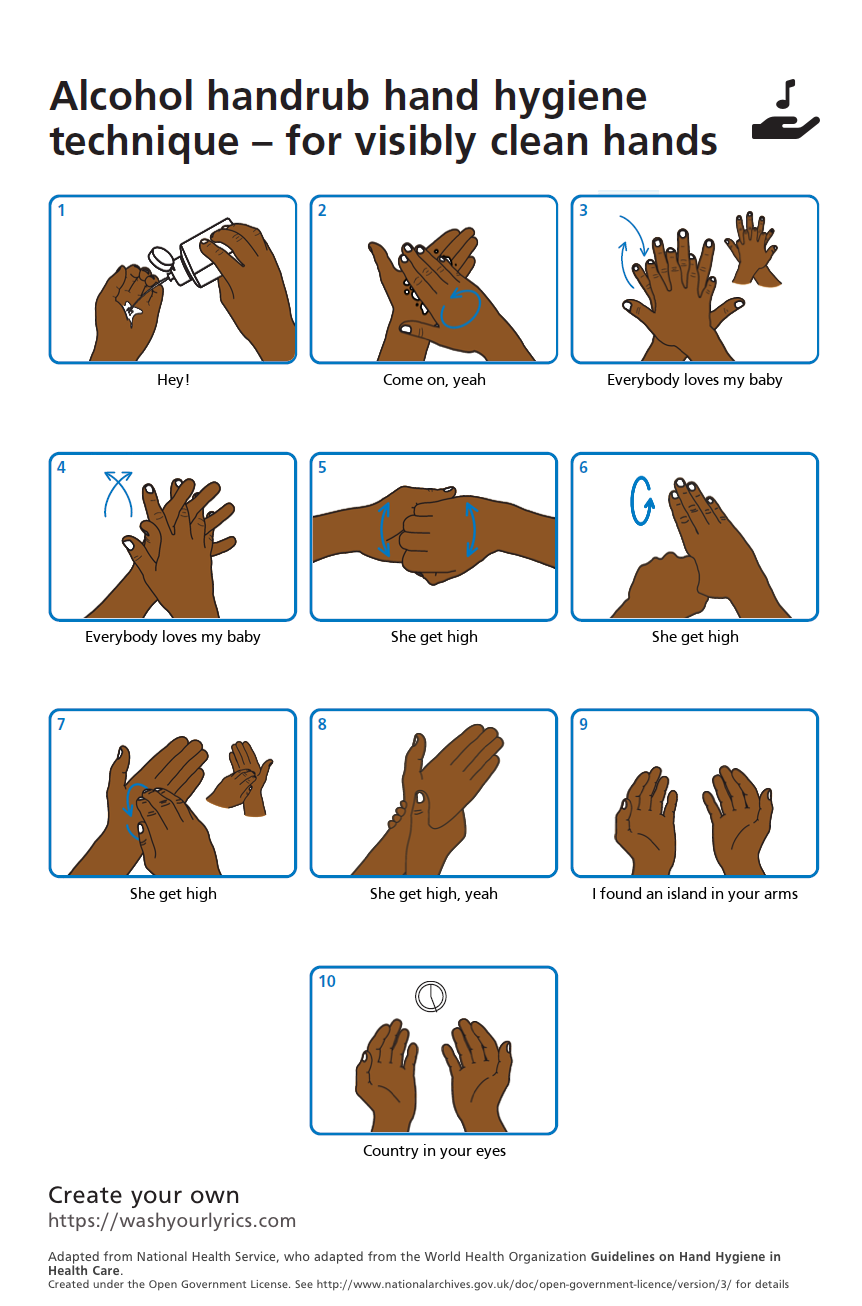 Alcohol handrub hand hygiene
technique – for visibly clean hands
1
2
3
Hey!
Come on, yeah
Everybody loves my baby
4
5
6
Everybody loves my baby
She get high
She get high
7
8
9
She get high
She get high, yeah
I found an island in your arms
10
Country in your eyes
Create your own
https://washyourlyrics.com
Adapted from National Health Service, who adapted from the World Health Organization Guidelines on Hand Hygiene in
Health Care.
Created under the Open Government License. See http://www.nationalarchives.gov.uk/doc/open-government-licence/version/3/ for details